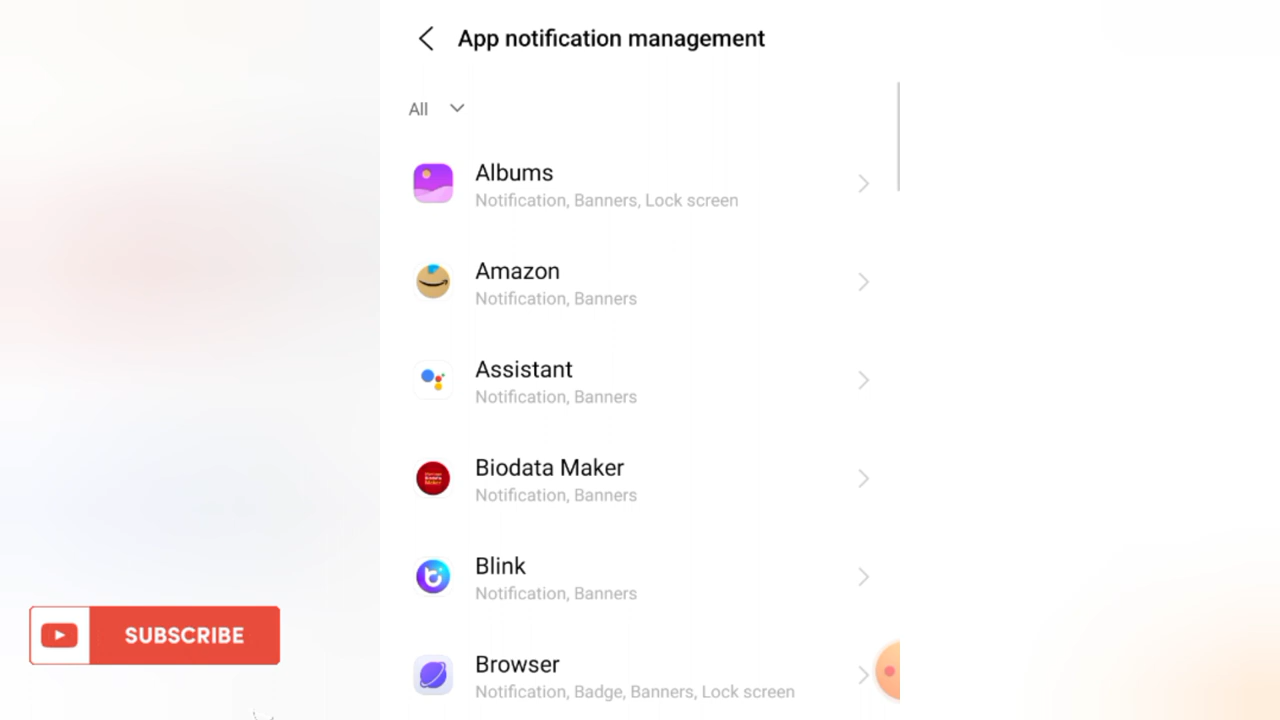 App notification management
All
Albums
Notification, Banners, Lock screen
Amazon
Notification, Banners
Assistant
Notification, Banners
Biodata Maker
Notification, Banners
Blink
Notification, Banners
SUBSCRIBE
Browser
Notification, Badge, Banners, Lock screen